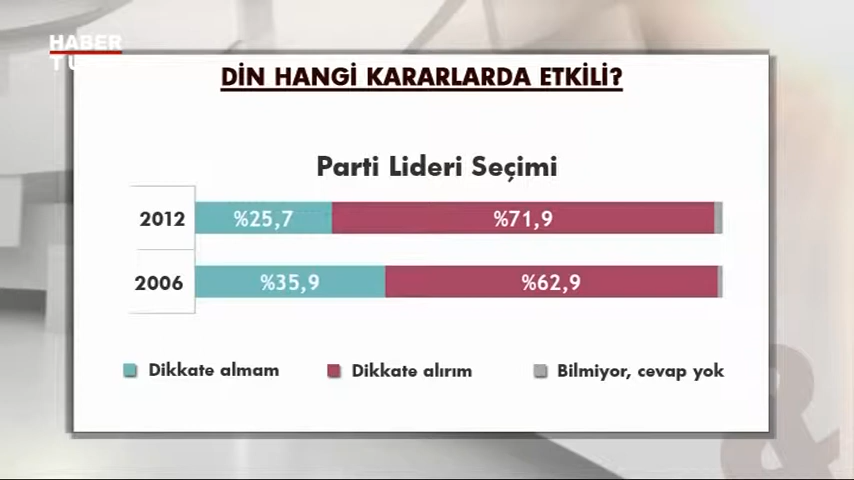 HABER
TU
DİN HANGİ KARARLARDA ETKİLİ?
Parti Lideri Seçimi
2012 %25,7 %71,9
2006 %35,9 %62,9
Dikkate almam Dikkate alırım Bilmiyor, cevap yok
&